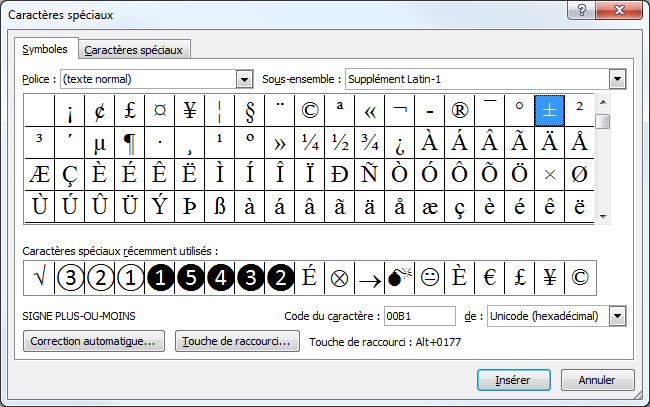 Caractères spéciaux
Symboles Caractères spéciaux
Police : (texte normal) Sous-ensemble : Supplément Latin-1
¡ ¢ £ ¤ ¥ ¦ § ¨ © ª « ¬ - ® ¯ ° ± ²
³ ´ µ ¶ · ¸ ¹ º » ¼ ½ ¾ ¿ À Á Â Ã Ä Å
Æ Ç È É Ê Ë Ì Í Î Ï Ð Ñ Ò Ó Ô Õ Ö × Ø
Ù Ú Û Ü Ý Þ ß à á â ã ä å æ ç è é ê ë
Caractères spéciaux récemment utilisés :
√ ③ ② ① ❶ ❺ ❹ ❸ ❷ É ⊗ → 💣 😐 È € £ ¥ ©
SIGNE PLUS-OU-MOINS Code du caractère : 00B1 de : Unicode (hexadécimal)
Correction automatique... Touche de raccourci... Touche de raccourci : Alt+0177
Insérer Annuler